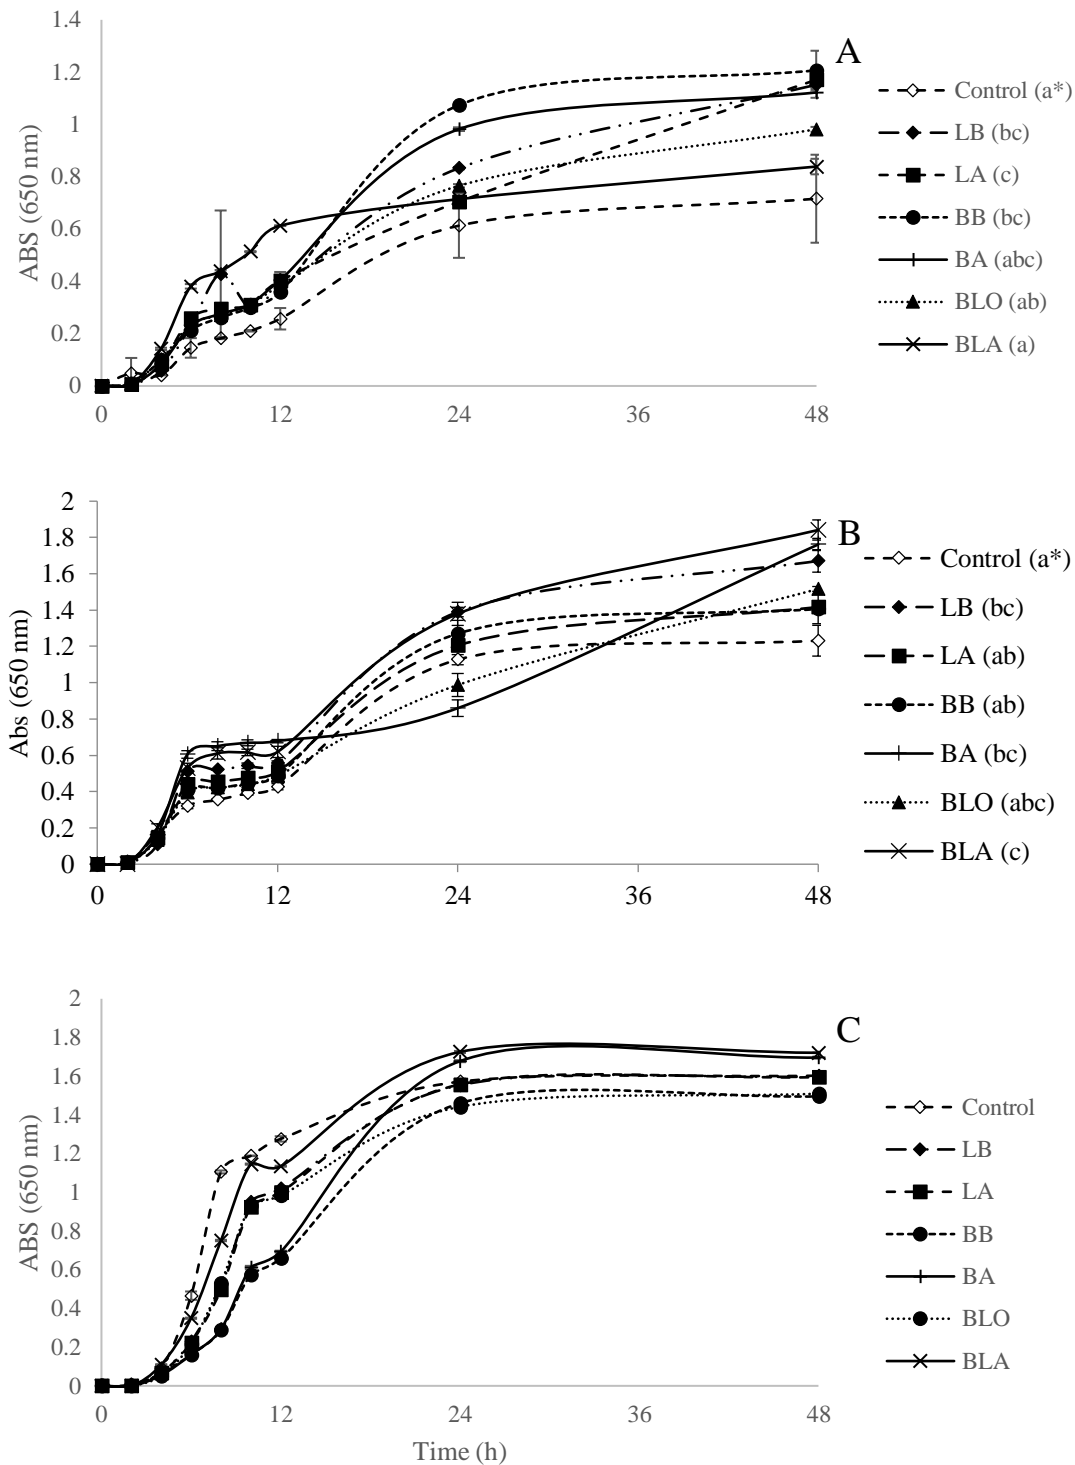 1.4
1.2
1
0.8
0.6
0.4
0.2
0
0 12 24 36 48
ABS (650 nm)
A
Control (a*)
LB (bc)
LA (c)
BB (bc)
BA (abc)
BLO (ab)
BLA (a)
2
1.8
1.6
1.4
1.2
1
0.8
0.6
0.4
0.2
0
0 12 24 36 48
Abs (650 nm)
B
Control (a*)
LB (bc)
LA (ab)
BB (ab)
BA (bc)
BLO (abc)
BLA (c)
2
1.8
1.6
1.4
1.2
1
0.8
0.6
0.4
0.2
0
0 12 24 36 48
ABS (650 nm)
Time (h)
C
Control
LB
LA
BB
BA
BLO
BLA